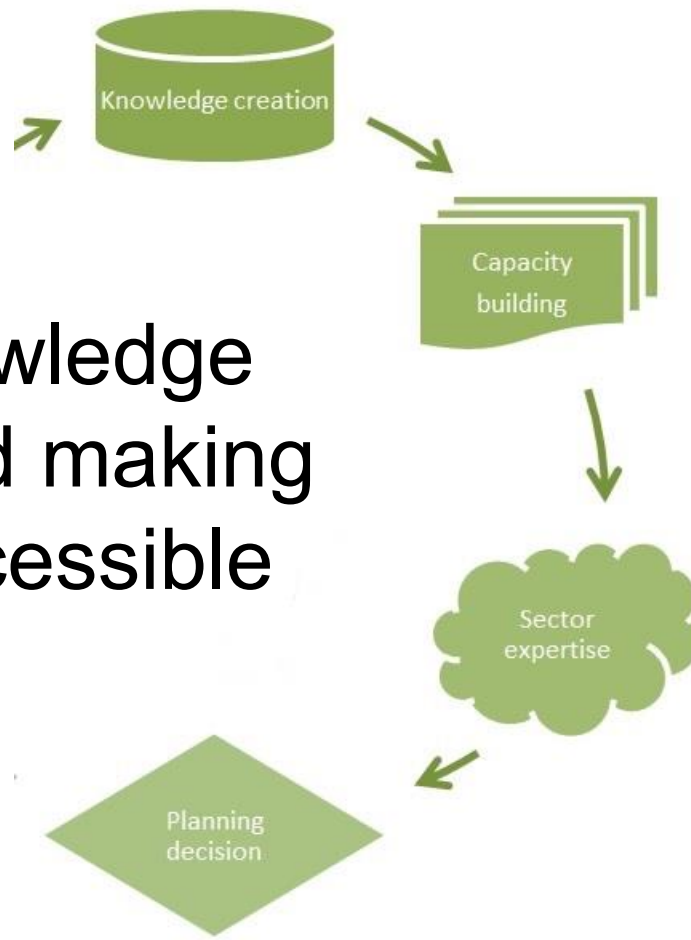 Knowledge creation
Capacity
building
wledge
d making
cessible
Sector
expertise
Planning
decision